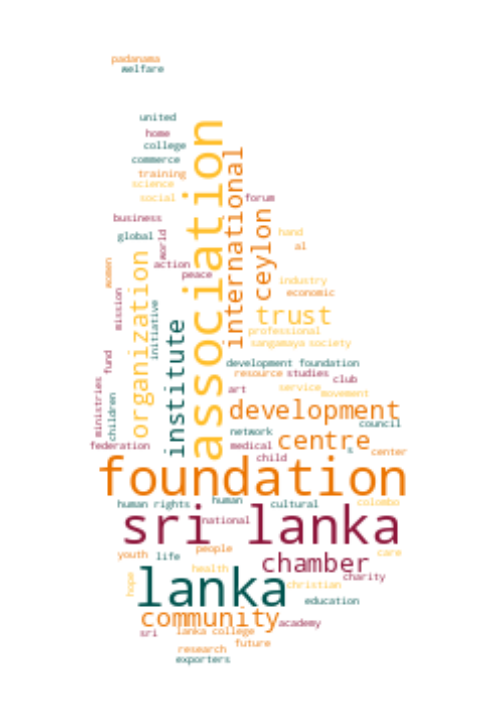 padanama
welfare
united
home
college
commerce
training
science
social
association
international
forum
business
global
world
ceylon
hand
al
action
peace
women
organization
industry
economic
mission
initiative
trust
professional
sangamaya society
institute
fund
development foundation
resource studies
club
ministries
children
art
service
movement
development
network
council
federation
medical
centre
s
center
child
foundation
human rights
human
cultural
colombo
sri lanka
national
youth
life
people
care
chamber
health
charity
hope
lanka
christian
education
community
academy
sri
lanka college
future
research
exporters